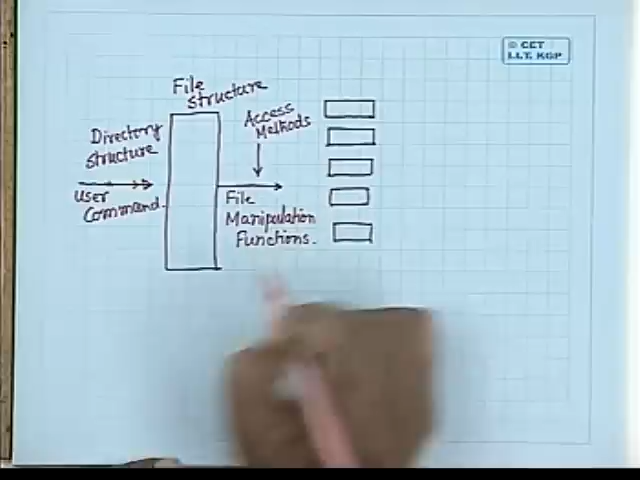 © CET
I.I.T. KGP
File
structure
Access
Methods
Directory
structure
User
Command.
File
Manipulation
Functions.